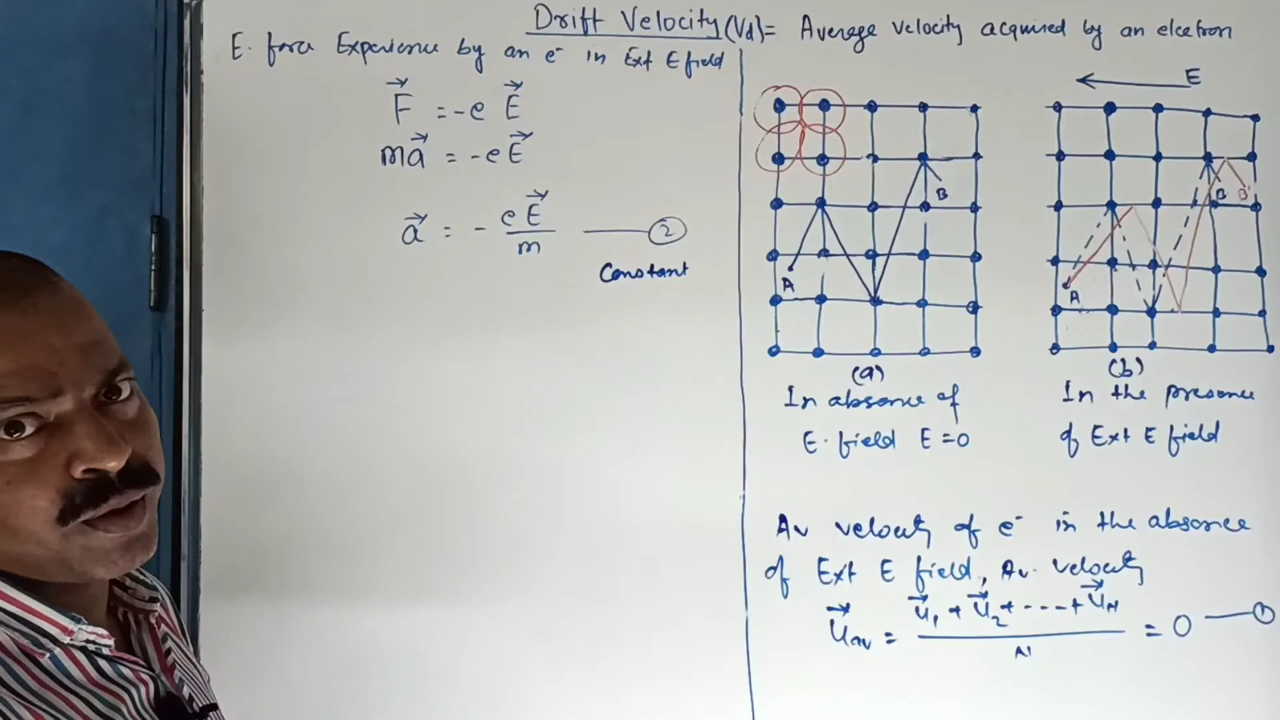 Drift Velocity (Vd) = Average Velocity acquired by an elcetron
E. force Experience by an e⁻ in Ext E field
F⃗ = -e E⃗
ma⃗ = -e E⃗
a⃗ = - eE⃗/m —— ②
Constant
A
B
(a)
In absence of
E. field E = 0
E
A
B
B'
(b)
In the presence
of Ext E field
Av velocity of e⁻ in the absence
of Ext E field, Av. velocity
u⃗av = (u⃗₁ + u⃗₂ + --- + u⃗N)/N = 0 —— ①